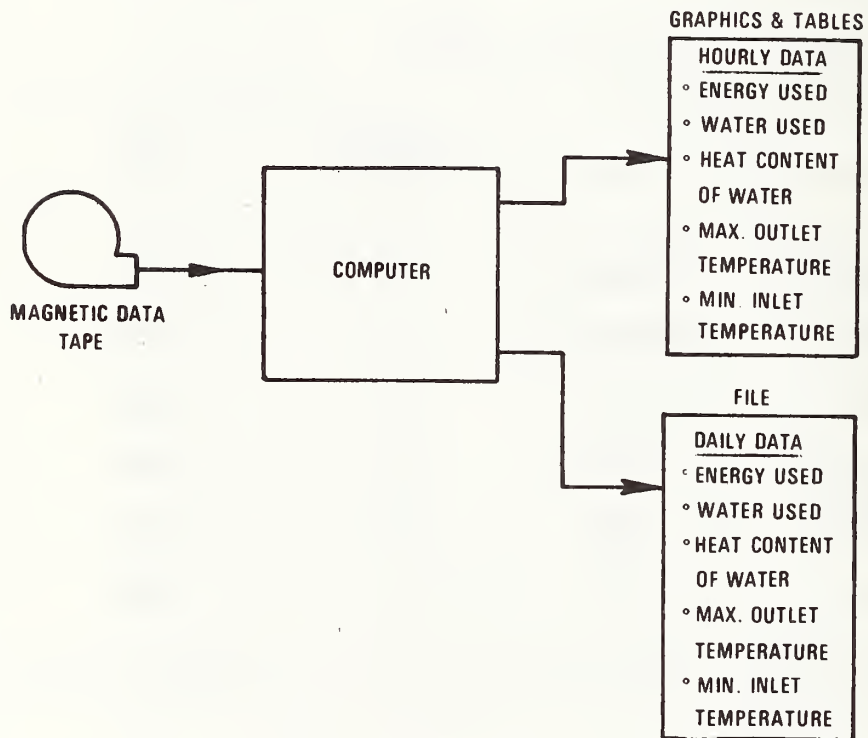 GRAPHICS & TABLES
HOURLY DATA
° ENERGY USED
° WATER USED
° HEAT CONTENT
OF WATER
° MAX. OUTLET
TEMPERATURE
° MIN. INLET
TEMPERATURE
COMPUTER
MAGNETIC DATA
TAPE
FILE
DAILY DATA
° ENERGY USED
° WATER USED
° HEAT CONTENT
OF WATER
° MAX. OUTLET
TEMPERATURE
° MIN. INLET
TEMPERATURE